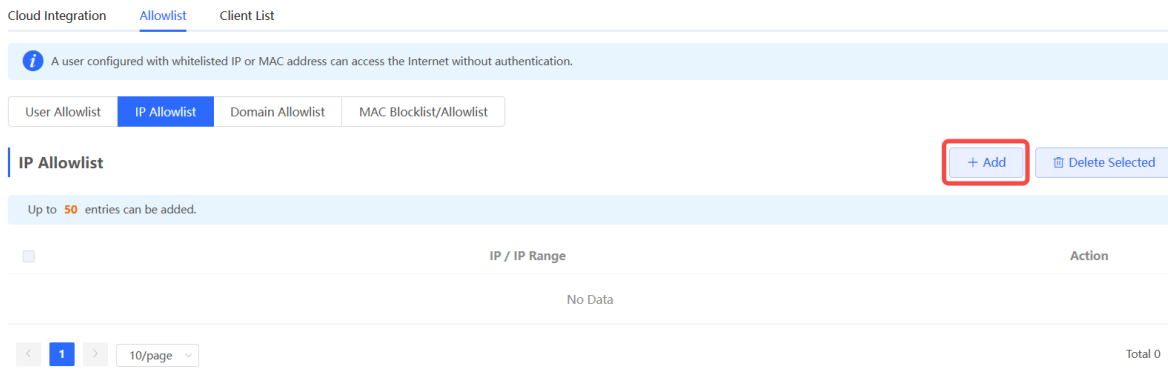 Cloud Integration Allowlist Client List
A user configured with whitelisted IP or MAC address can access the Internet without authentication.
User Allowlist IP Allowlist Domain Allowlist MAC Blocklist/Allowlist
IP Allowlist + Add Delete Selected
Up to 50 entries can be added.
IP / IP Range Action
No Data
< 1 > 10/page Total 0